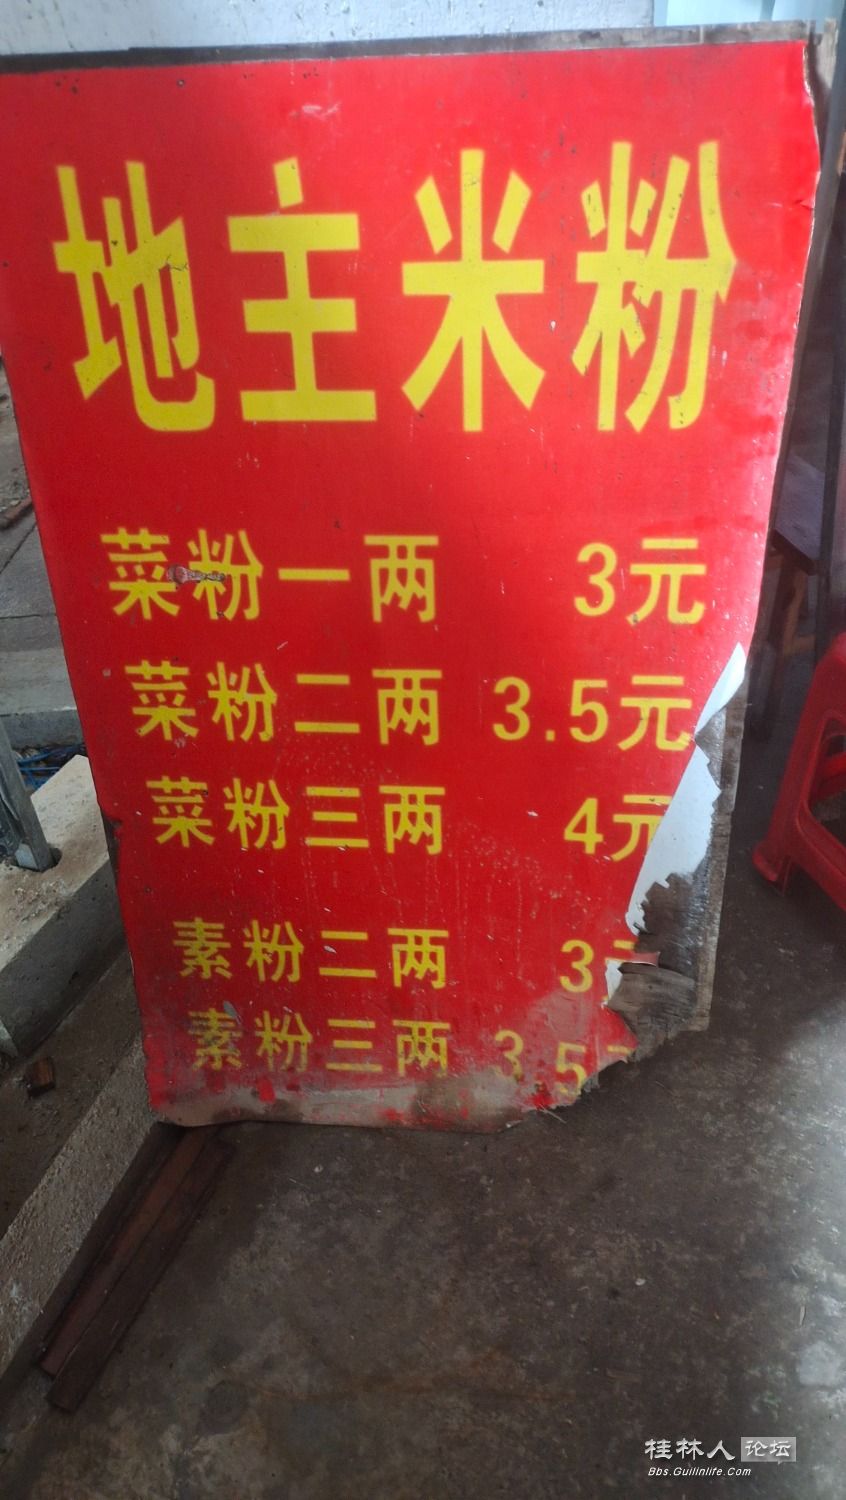 地主米粉
菜粉一两 3元
菜粉二两 3.5元
菜粉三两 4元
素粉二两 3元
素粉三两 3.5
桂林人论坛
Bbs.Guilinlife.Com